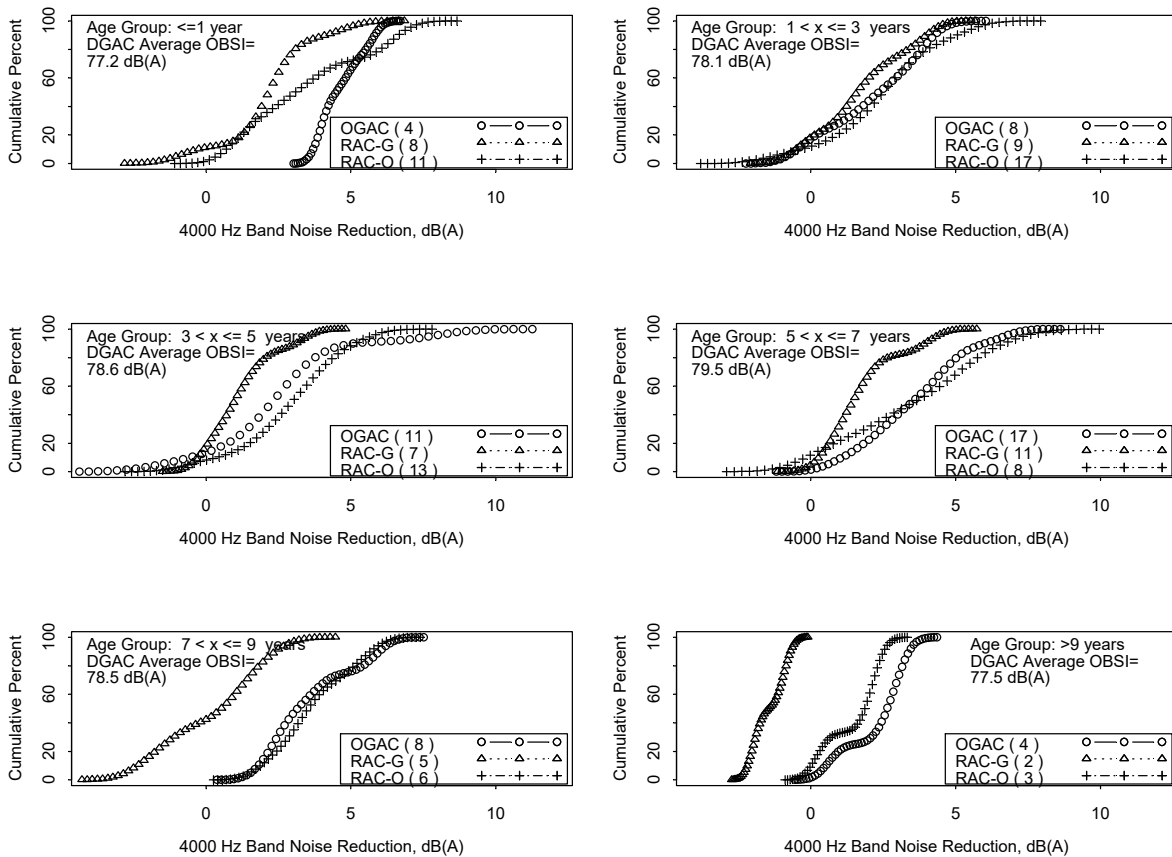 Cumulative Percent
0
20
60
100
Age Group: <=1 year
DGAC Average OBSI=
77.2 dB(A)
OGAC ( 4 )
RAC-G ( 8 )
RAC-O ( 11 )
0 5 10
4000 Hz Band Noise Reduction, dB(A)
Cumulative Percent
0
20
60
100
Age Group: 1 < x <= 3 years
DGAC Average OBSI=
78.1 dB(A)
OGAC ( 8 )
RAC-G ( 9 )
RAC-O ( 17 )
0 5 10
4000 Hz Band Noise Reduction, dB(A)
Cumulative Percent
0
20
60
100
Age Group: 3 < x <= 5 years
DGAC Average OBSI=
78.6 dB(A)
OGAC ( 11 )
RAC-G ( 7 )
RAC-O ( 13 )
0 5 10
4000 Hz Band Noise Reduction, dB(A)
Cumulative Percent
0
20
60
100
Age Group: 5 < x <= 7 years
DGAC Average OBSI=
79.5 dB(A)
OGAC ( 17 )
RAC-G ( 11 )
RAC-O ( 8 )
0 5 10
4000 Hz Band Noise Reduction, dB(A)
Cumulative Percent
0
20
60
100
Age Group: 7 < x <= 9 years
DGAC Average OBSI=
78.5 dB(A)
OGAC ( 8 )
RAC-G ( 5 )
RAC-O ( 6 )
0 5 10
4000 Hz Band Noise Reduction, dB(A)
Cumulative Percent
0
20
60
100
Age Group: >9 years
DGAC Average OBSI=
77.5 dB(A)
OGAC ( 4 )
RAC-G ( 2 )
RAC-O ( 3 )
0 5 10
4000 Hz Band Noise Reduction, dB(A)